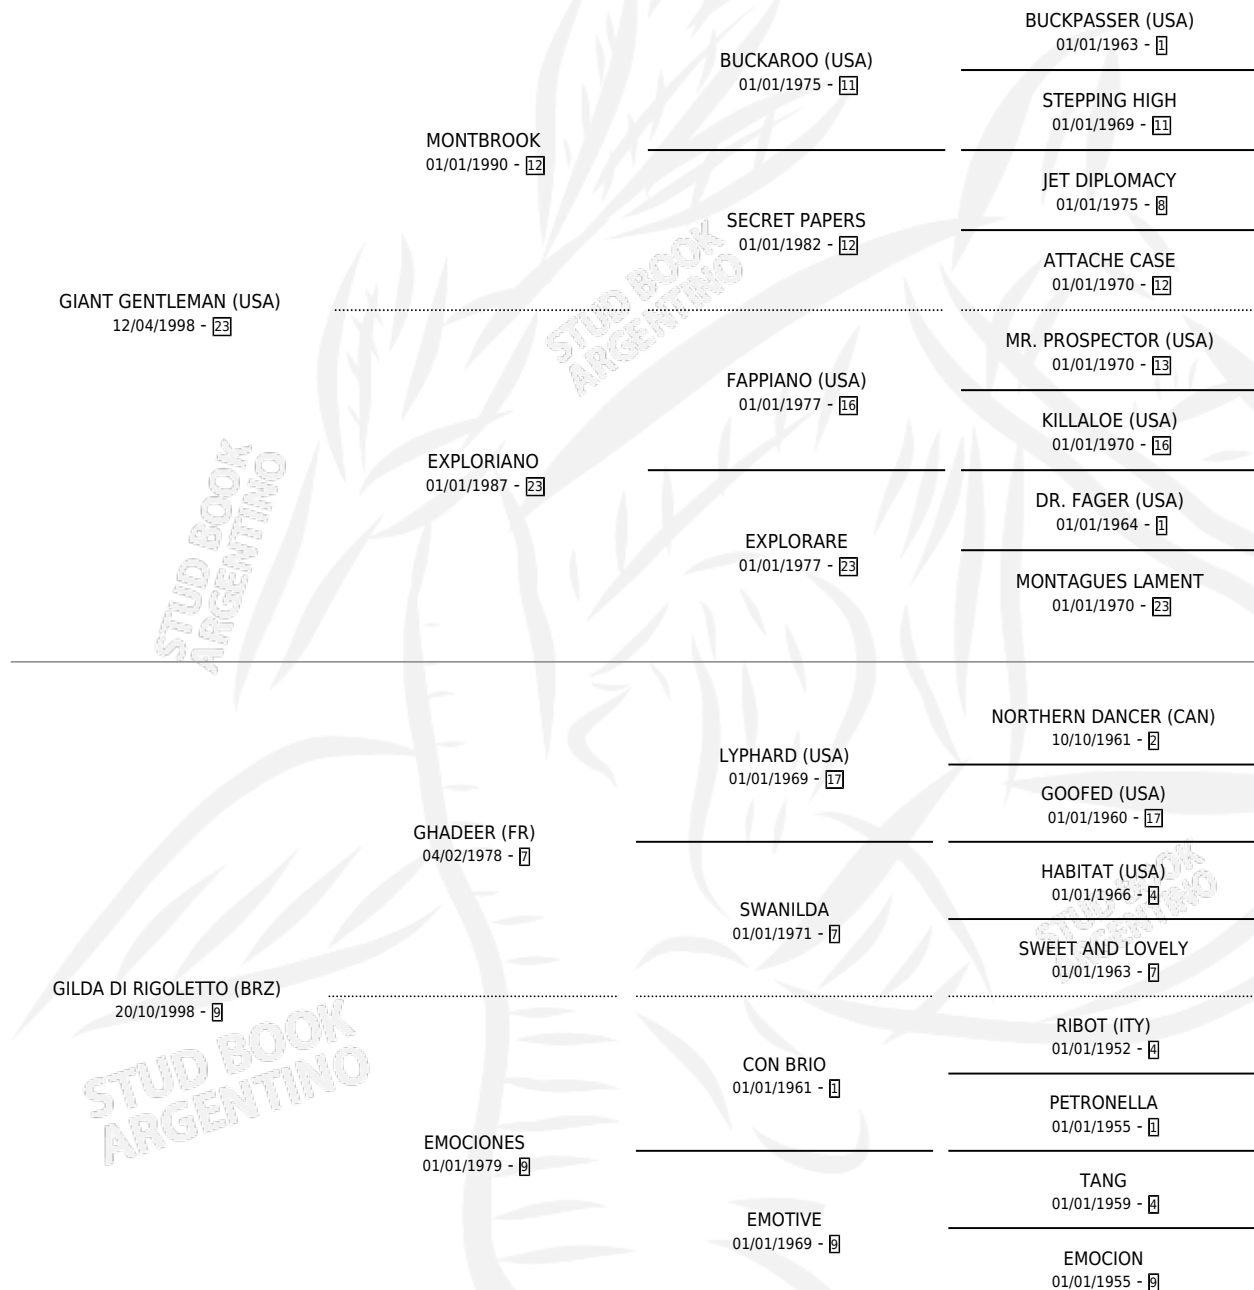 BUCKPASSER (USA)
01/01/1963 - 1
BUCKAROO (USA)
01/01/1975 - 11
STEPPING HIGH
01/01/1969 - 11
MONTBROOK
01/01/1990 - 12
JET DIPLOMACY
01/01/1975 - 8
SECRET PAPERS
01/01/1982 - 12
ATTACHE CASE
01/01/1970 - 12
GIANT GENTLEMAN (USA)
12/04/1998 - 23
MR. PROSPECTOR (USA)
01/01/1970 - 13
FAPPIANO (USA)
01/01/1977 - 16
KILLALOE (USA)
01/01/1970 - 16
EXPLORIANO
01/01/1987 - 23
DR. FAGER (USA)
01/01/1964 - 1
EXPLORARE
01/01/1977 - 23
MONTAGUES LAMENT
01/01/1970 - 23
STUD BOOK
ARGENTINO
STUD BOOK
ARGENTINO
NORTHERN DANCER (CAN)
10/10/1961 - 2
LYPHARD (USA)
01/01/1969 - 17
GOOFED (USA)
01/01/1960 - 17
GHADEER (FR)
04/02/1978 - 7
HABITAT (USA)
01/01/1966 - 4
SWANILDA
01/01/1971 - 7
SWEET AND LOVELY
01/01/1963 - 7
GILDA DI RIGOLETTO (BRZ)
20/10/1998 - 9
RIBOT (ITY)
01/01/1952 - 4
CON BRIO
01/01/1961 - 1
PETRONELLA
01/01/1955 - 1
EMOCIONES
01/01/1979 - 9
TANG
01/01/1959 - 4
EMOTIVE
01/01/1969 - 9
EMOCION
01/01/1955 - 9
STUD BOOK
ARGENTINO
STUD BOOK
ARGENTINO